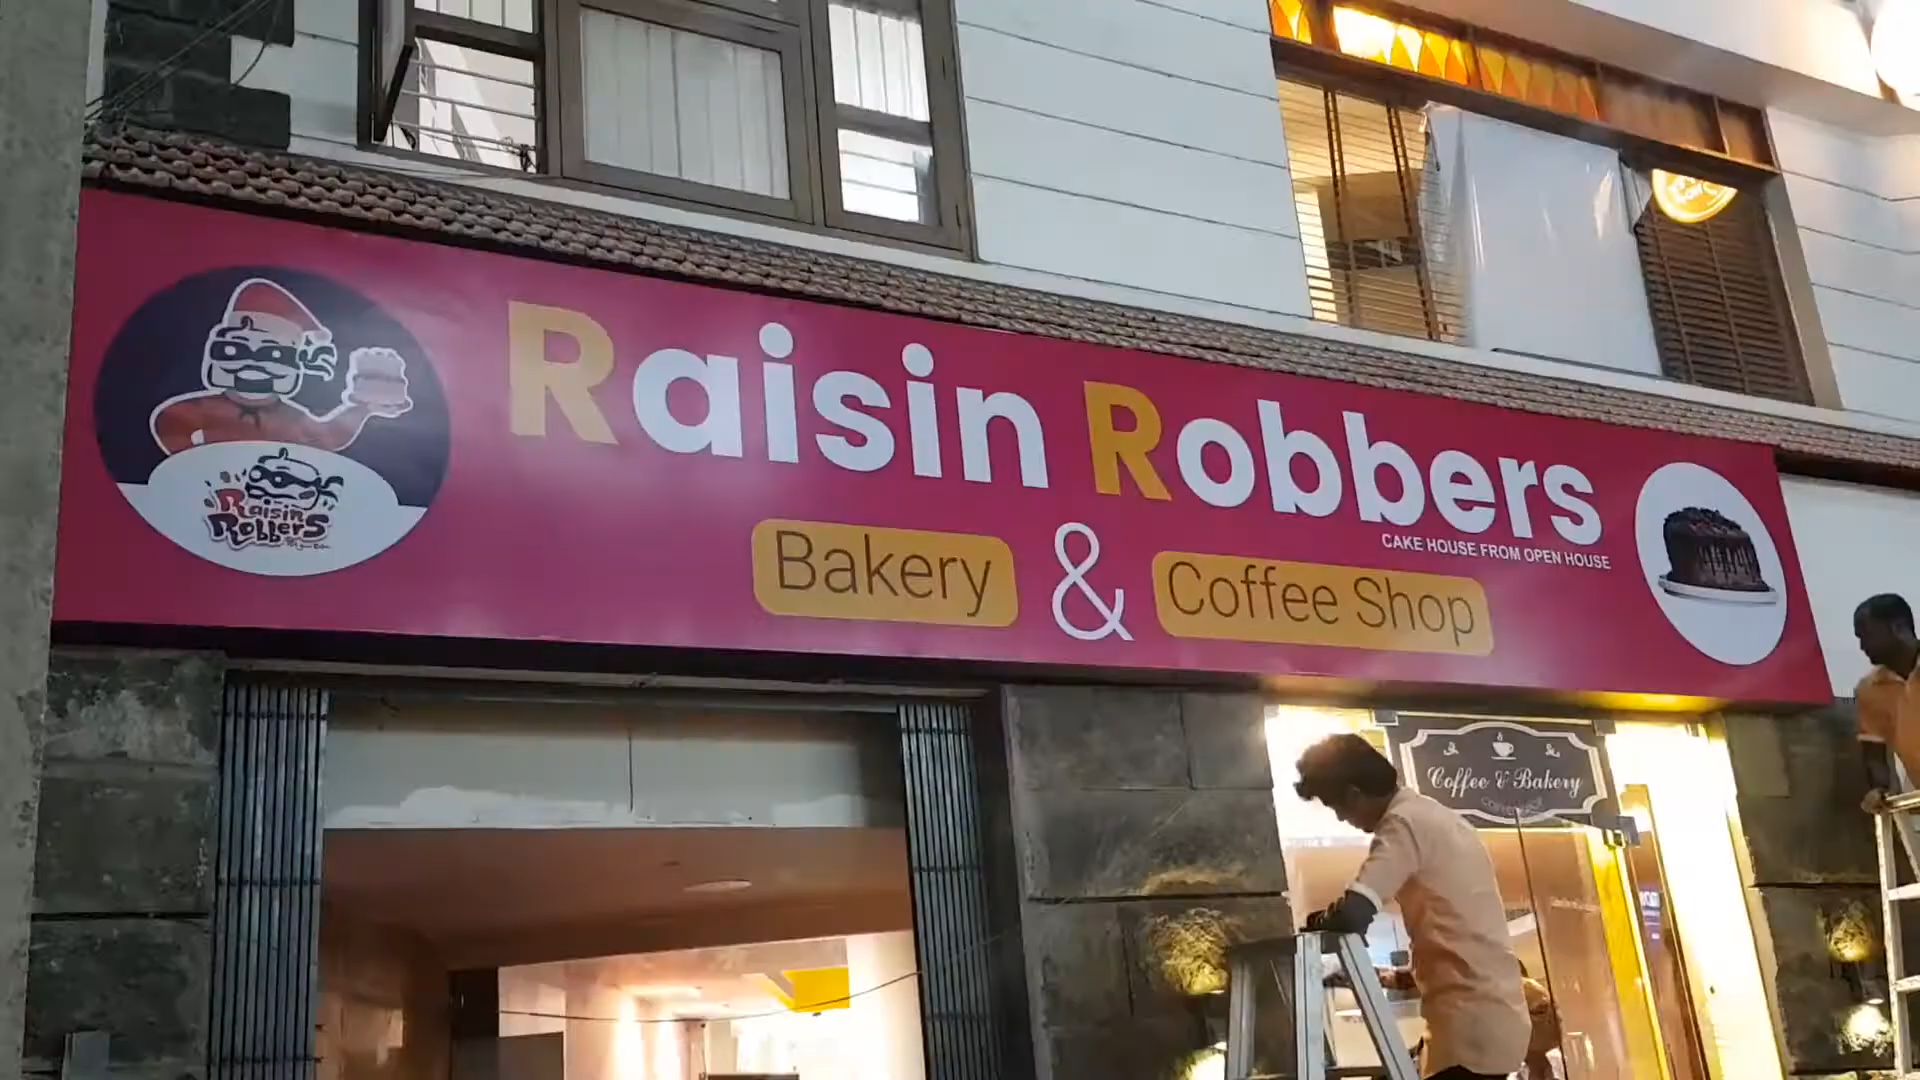 Raisin Robbers
CAKE HOUSE FROM OPEN HOUSE
Bakery & Coffee Shop
Raisin
Robbers
Coffee & Bakery